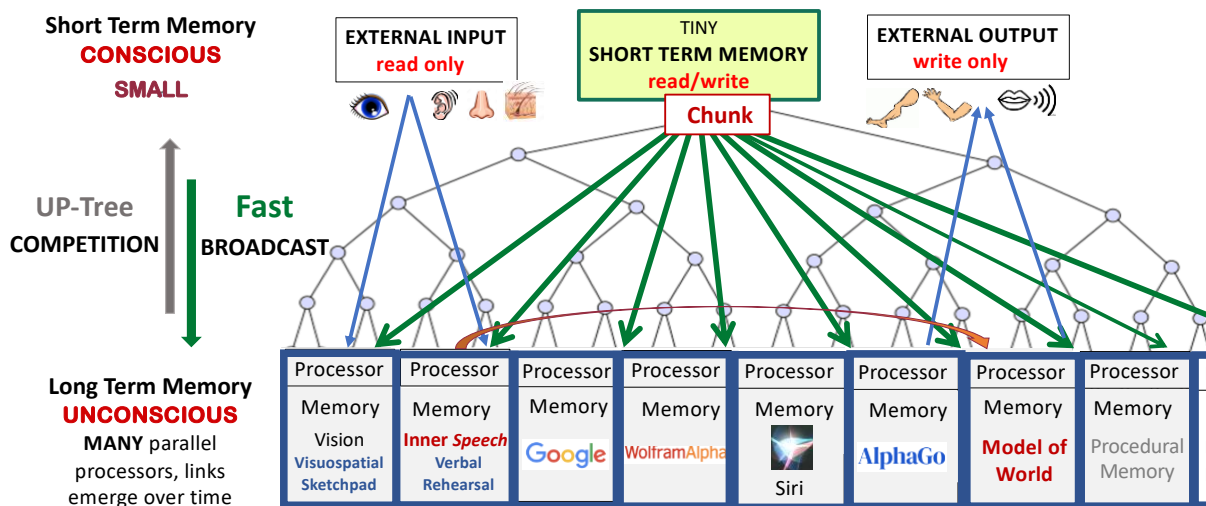 Short Term Memory
CONSCIOUS
SMALL
EXTERNAL INPUT
read only
TINY
SHORT TERM MEMORY
read/write
Chunk
EXTERNAL OUTPUT
write only
UP-Tree
COMPETITION
Fast
BROADCAST
Long Term Memory
UNCONSCIOUS
MANY parallel
processors, links
emerge over time
Processor
Memory
Vision
Visuospatial
Sketchpad
Processor
Memory
Inner Speech
Verbal
Rehearsal
Processor
Memory
Google
Processor
Memory
WolframAlpha
Processor
Memory
Siri
Processor
Memory
AlphaGo
Processor
Memory
Model of
World
Processor
Memory
Procedural
Memory